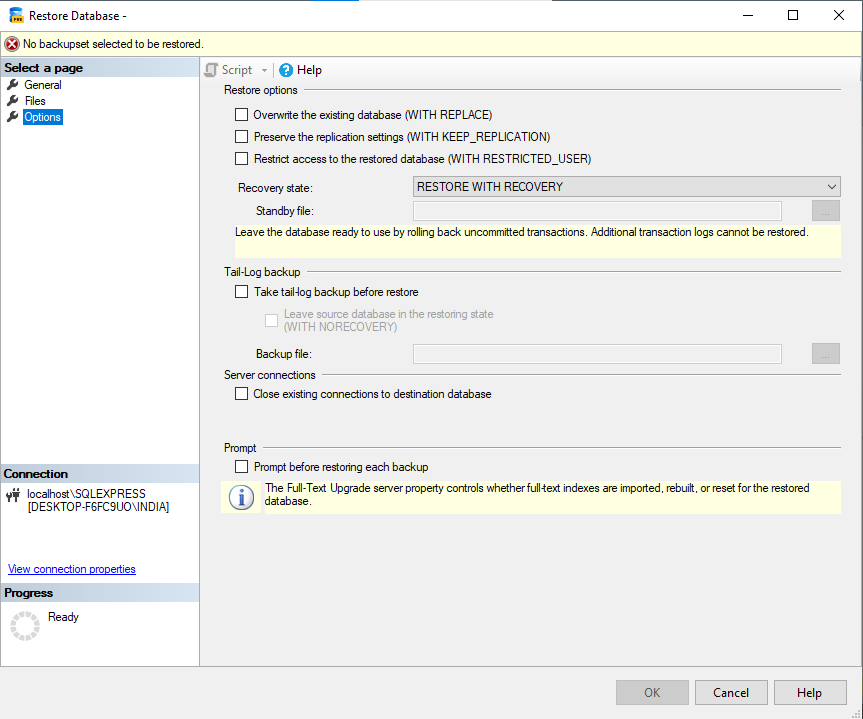 Restore Database -
No backupset selected to be restored.
Select a page
General
Files
Options
Script
Help
Restore options
Overwrite the existing database (WITH REPLACE)
Preserve the replication settings (WITH KEEP_REPLICATION)
Restrict access to the restored database (WITH RESTRICTED_USER)
Recovery state:
RESTORE WITH RECOVERY
Standby file:
...
Leave the database ready to use by rolling back uncommitted transactions. Additional transaction logs cannot be restored.
Tail-Log backup
Take tail-log backup before restore
Leave source database in the restoring state
(WITH NORECOVERY)
Backup file:
...
Server connections
Close existing connections to destination database
Prompt
Prompt before restoring each backup
The Full-Text Upgrade server property controls whether full-text indexes are imported, rebuilt, or reset for the restored
database.
Connection
localhost\SQLEXPRESS
[DESKTOP-F6FC9UO\INDIA]
View connection properties
Progress
Ready
OK
Cancel
Help